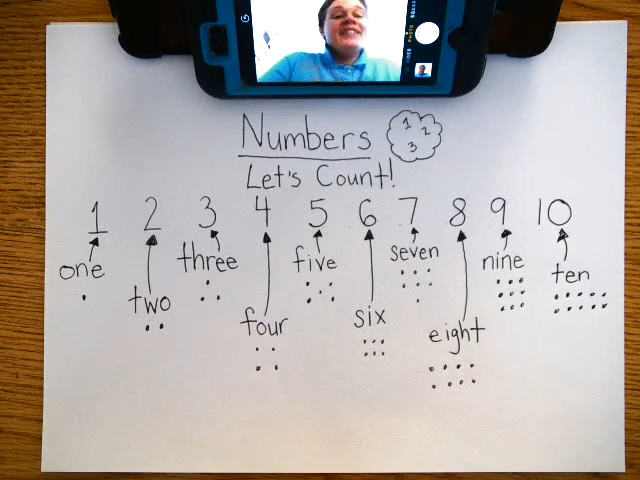 Numbers 1 2 3
Let's Count!
1 2 3 4 5 6 7 8 9 10
one two three four five six seven eight nine ten
PHOTO